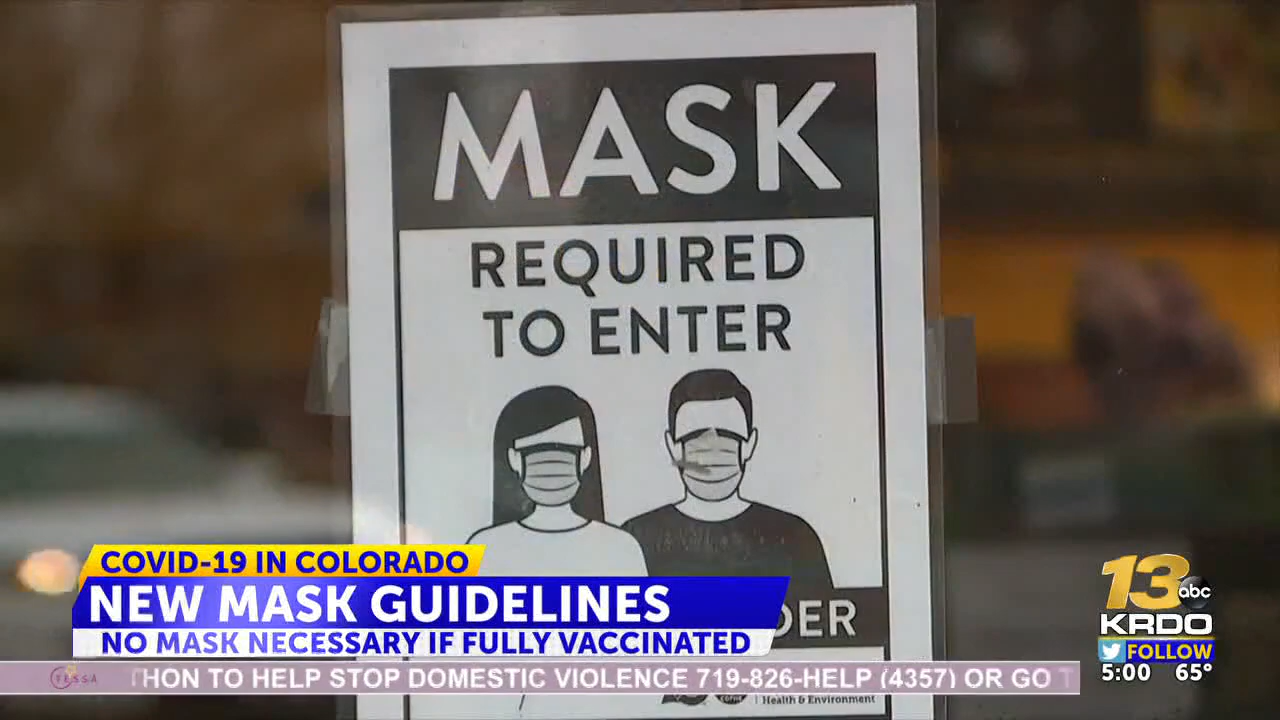 MASK
REQUIRED
TO ENTER
DER
COVID-19 IN COLORADO
NEW MASK GUIDELINES
NO MASK NECESSARY IF FULLY VACCINATED
13 abc
KRDO
FOLLOW
5:00 65°
TESSA
THON TO HELP STOP DOMESTIC VIOLENCE 719-826-HELP (4357) OR GO T
CDPHE
Health & Environment